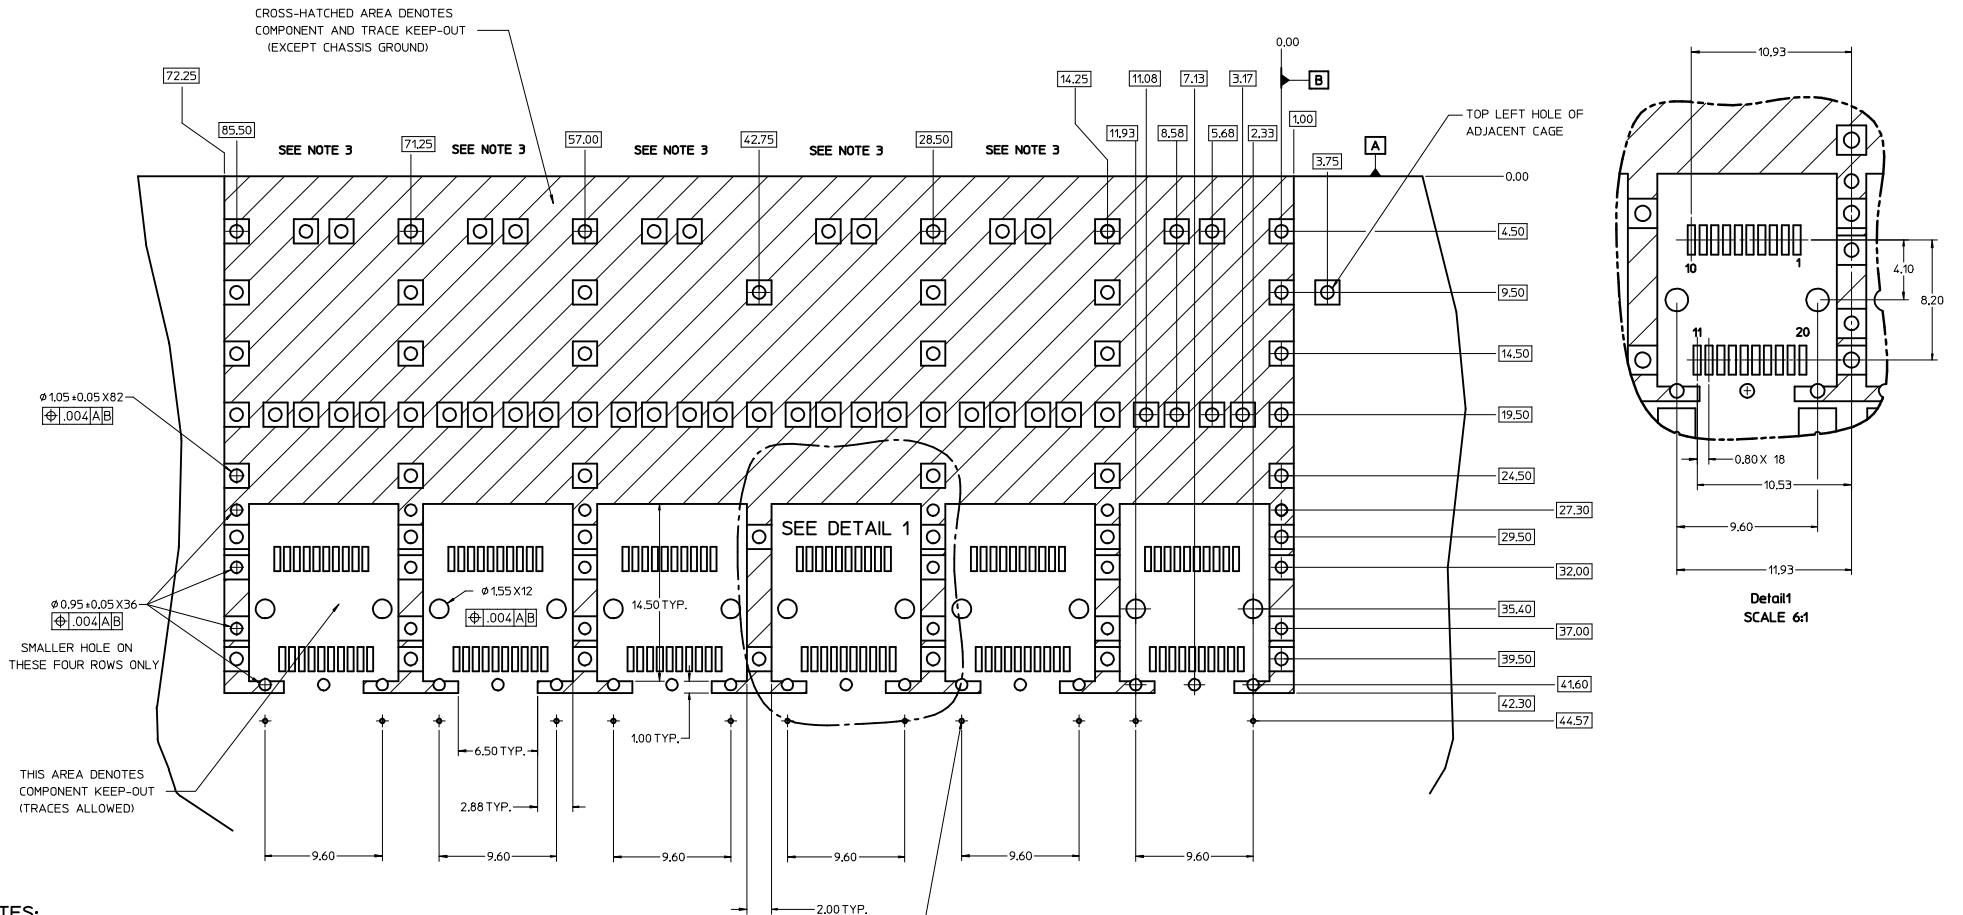 CROSS-HATCHED AREA DENOTES
COMPONENT AND TRACE KEEP-OUT
(EXCEPT CHASSIS GROUND)
0.00
72.25
14.25
11.08
7.13
3.17
B
85.50
SEE NOTE 3
71.25
SEE NOTE 3
57.00
SEE NOTE 3
42.75
SEE NOTE 3
28.50
SEE NOTE 3
11.93
8.58
5.68
2.33
1.00
TOP LEFT HOLE OF
ADJACENT CAGE
A
3.75
0.00
4.50
9.50
14.50
19.50
24.50
27.30
29.50
32.00
35.40
37.00
39.50
41.60
42.30
44.57
Ø1.05 ±0.05 X82
⌖ .004 A B
Ø0.95 ±0.05 X36
⌖ .004 A B
SMALLER HOLE ON
THESE FOUR ROWS ONLY
SEE DETAIL 1
Ø1.55 X12
⌖ .004 A B
14.50 TYP.
THIS AREA DENOTES
COMPONENT KEEP-OUT
(TRACES ALLOWED)
6.50 TYP.
1.00 TYP.
2.88 TYP.
9.60
9.60
9.60
9.60
9.60
9.60
2.00 TYP.
TES:
10.93
10
1
4.10
8.20
11
20
0.80 X 18
10.53
9.60
11.93
Detail1
SCALE 6:1